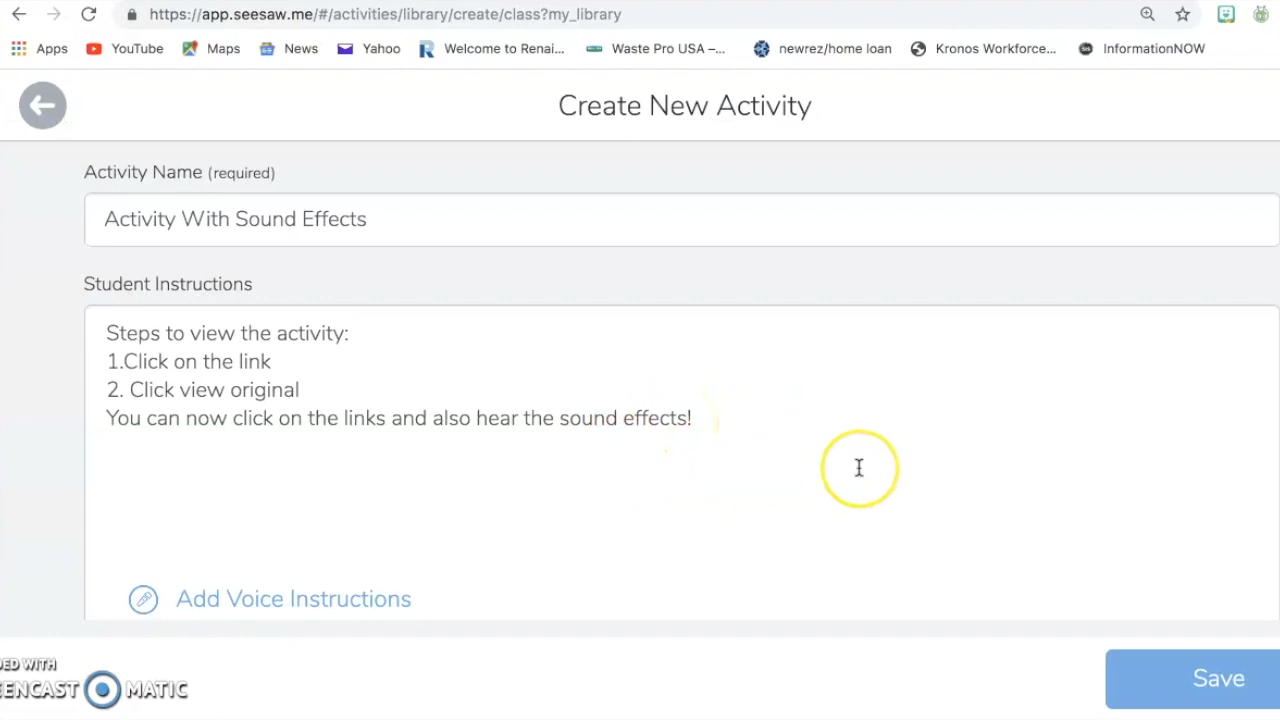 https://app.seesaw.me/#/activities/library/create/class?my_library
Apps YouTube Maps News Yahoo R Welcome to Renai... Waste Pro USA –... newrez/home loan Kronos Workforce... InformationNOW
Create New Activity
Activity Name (required)
Activity With Sound Effects
Student Instructions
Steps to view the activity:
1.Click on the link
2. Click view original
You can now click on the links and also hear the sound effects!
Add Voice Instructions
Save
DED WITH
EENCAST MATIC